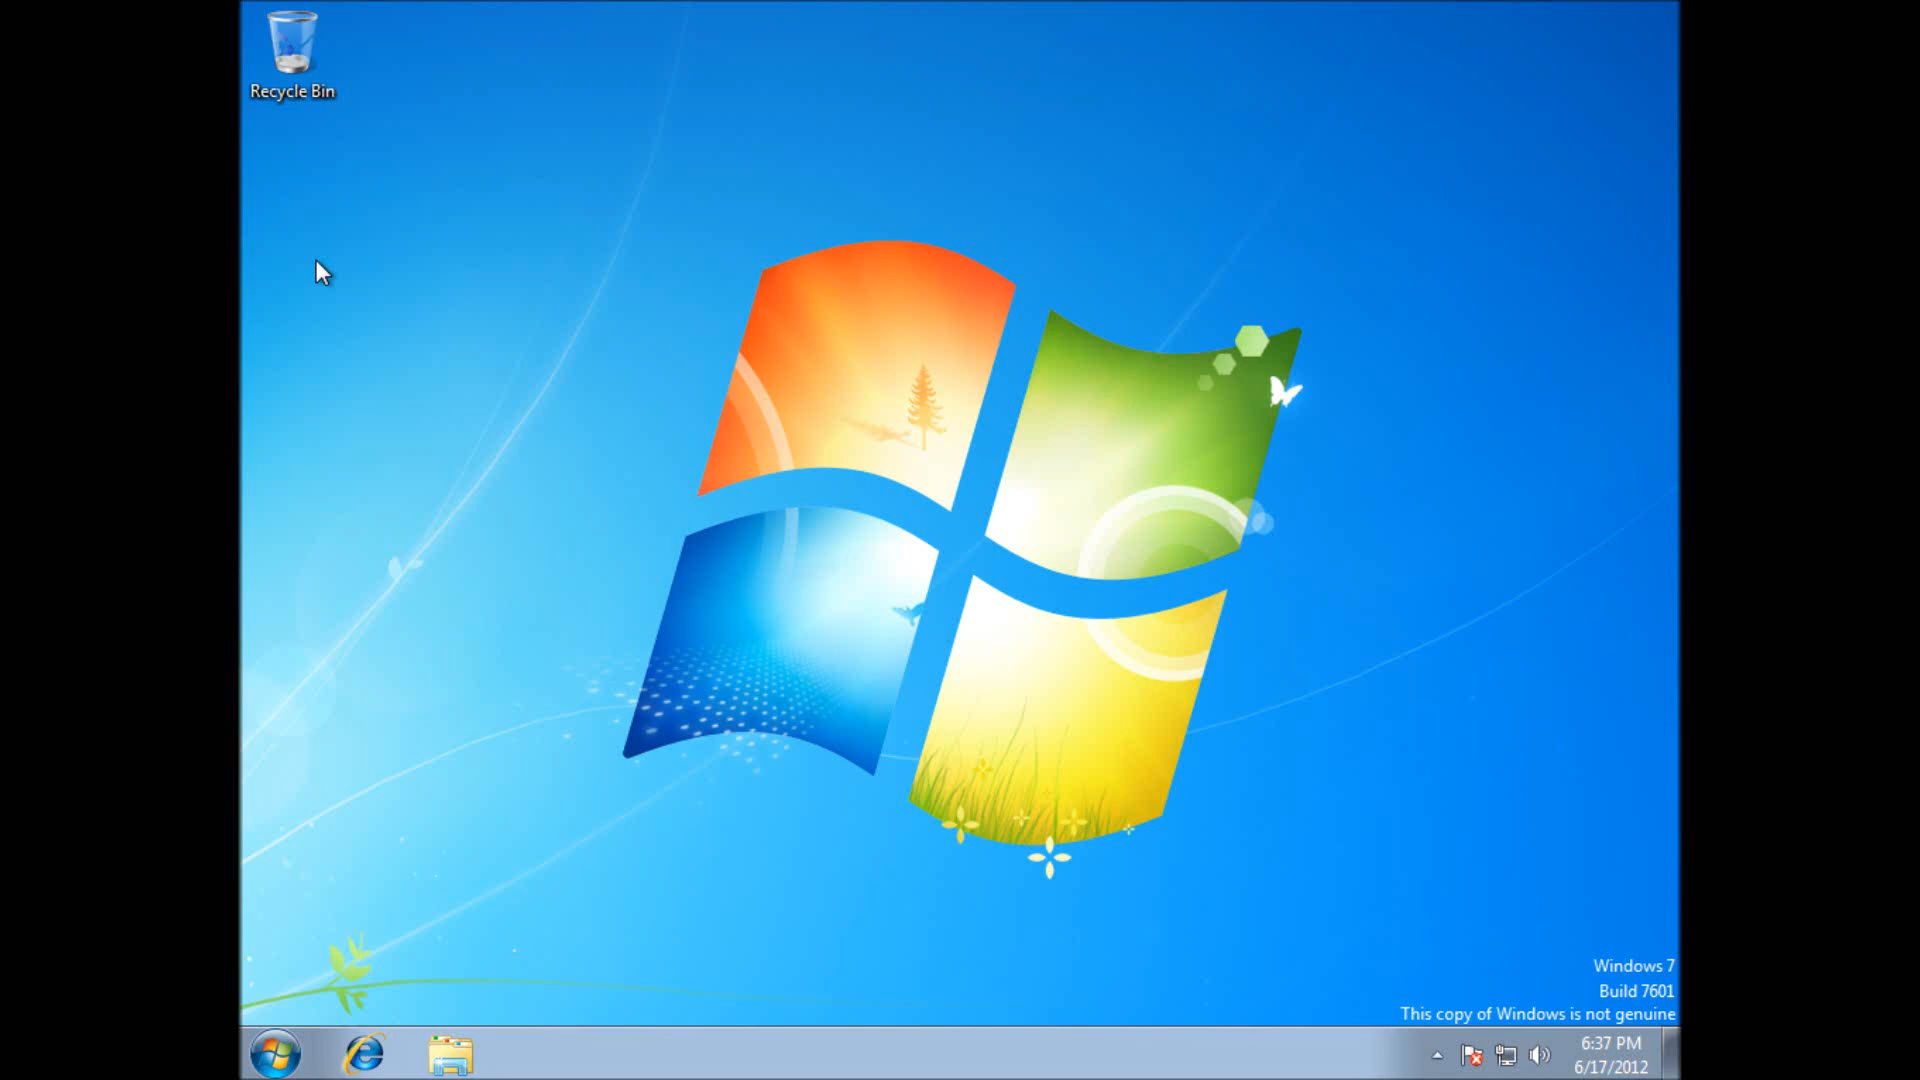 Recycle Bin
Windows 7
Build 7601
This copy of Windows is not genuine
6:37 PM
6/17/2012